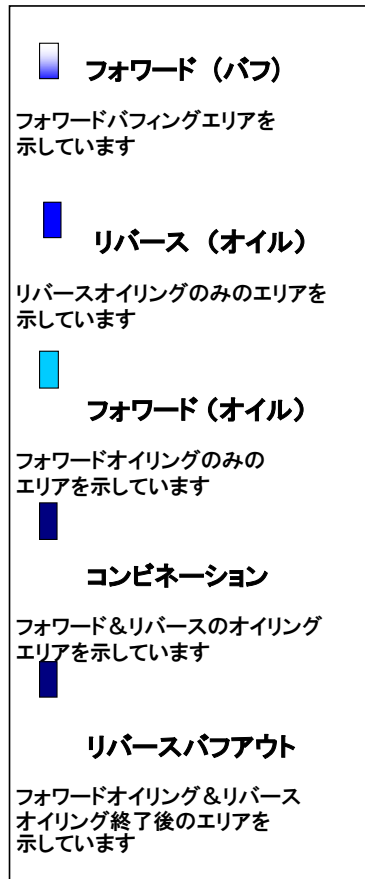 フォワード（バフ）
フォワードバフィングエリアを
示しています
リバース（オイル）
リバースオイリングのみのエリアを
示しています
フォワード（オイル）
フォワードオイリングのみの
エリアを示しています
コンビネーション
フォワード＆リバースのオイリング
エリアを示しています
リバースバフアウト
フォワードオイリング＆リバース
オイリング終了後のエリアを
示しています